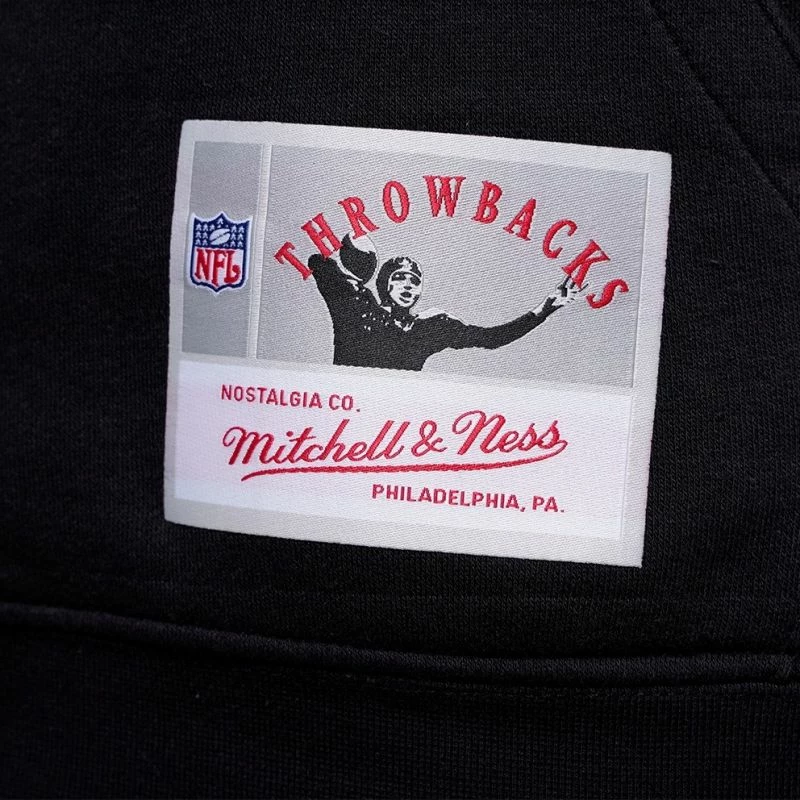 THROWBACKS
NFL
NOSTALGIA CO.
Mitchell & Ness
PHILADELPHIA, PA.